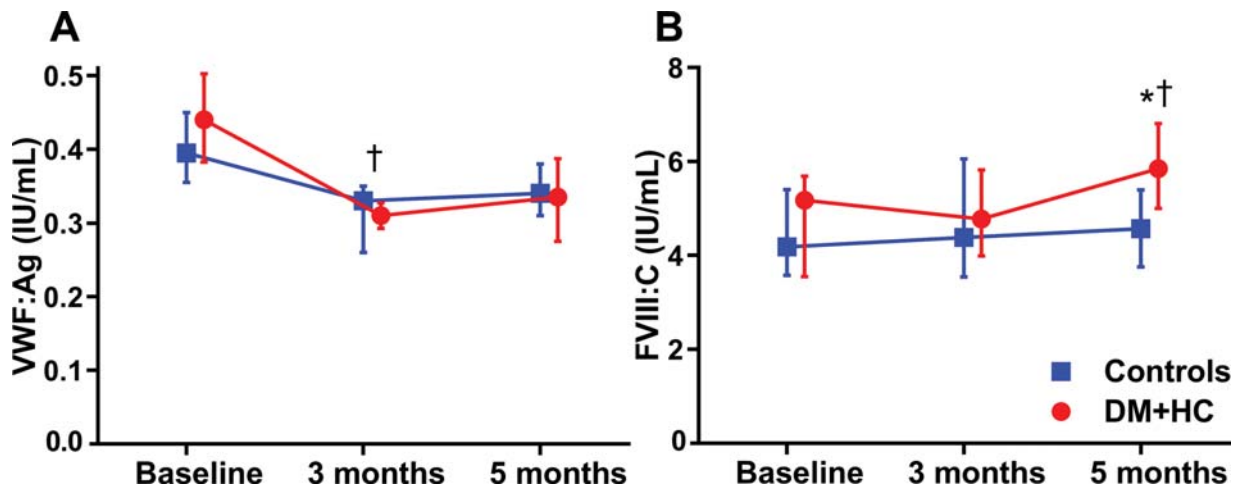 A
VWF:Ag (IU/mL)
0.5
0.4
0.3
0.2
0.1
0.0
†
Baseline 3 months 5 months
B
FVIII:C (IU/mL)
8
6
4
2
0
*†
Controls
DM+HC
Baseline 3 months 5 months